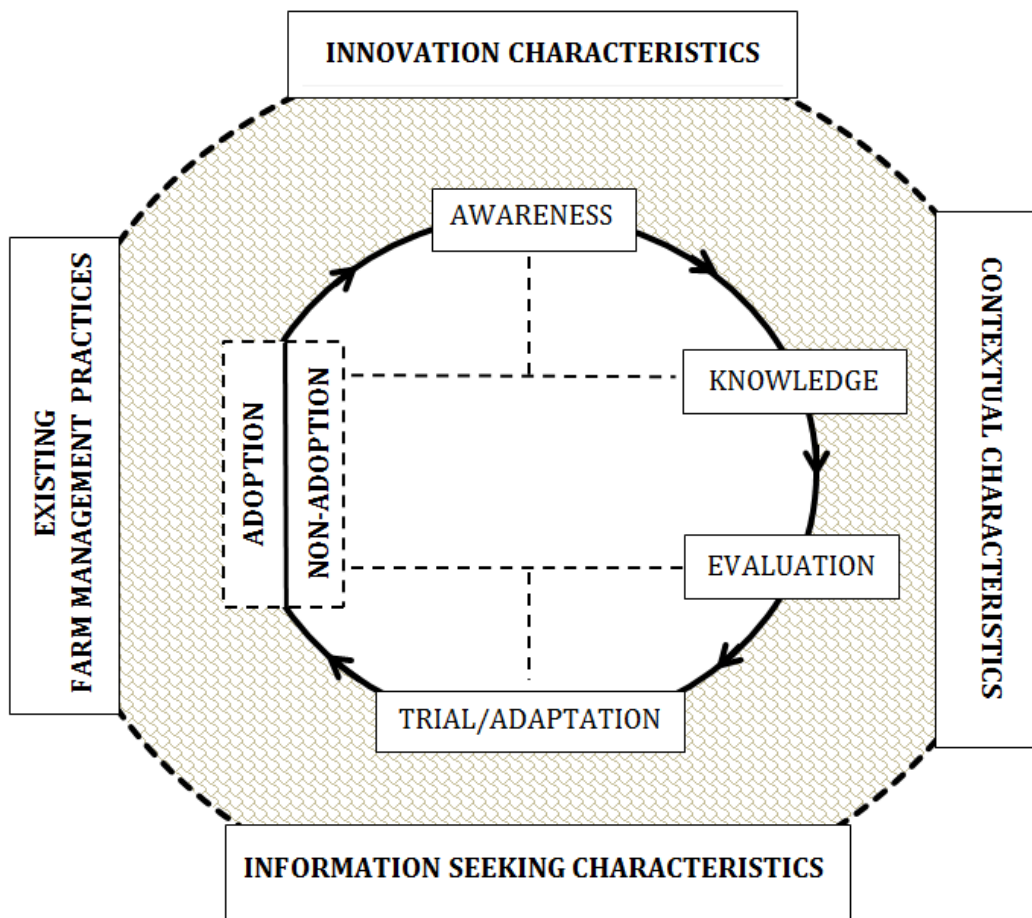 INNOVATION CHARACTERISTICS
AWARENESS
EXISTING
FARM MANAGEMENT PRACTICES
CONTEXTUAL CHARACTERISTICS
KNOWLEDGE
ADOPTION
NON-ADOPTION
EVALUATION
TRIAL/ADAPTATION
INFORMATION SEEKING CHARACTERISTICS